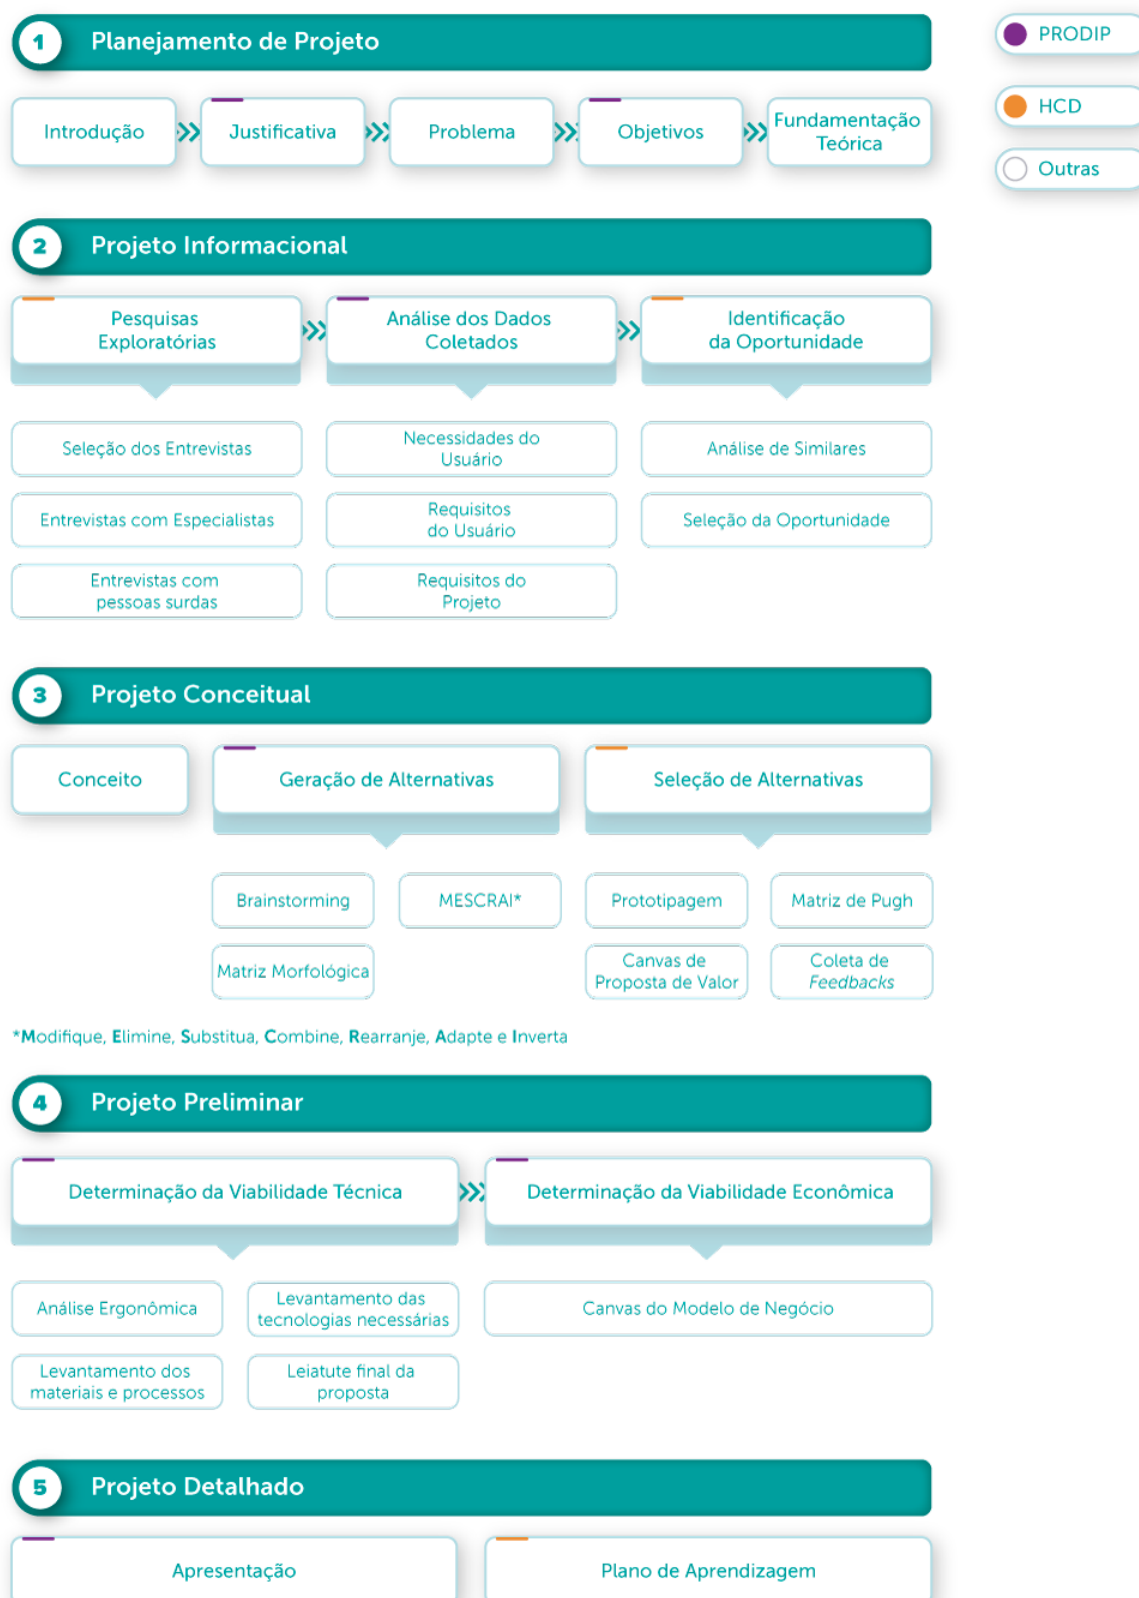 1 Planejamento de Projeto
PRODIP
HCD
Outras
Introdução
Justificativa
Problema
Objetivos
Fundamentação
Teórica
2 Projeto Informacional
Pesquisas
Exploratórias
Análise dos Dados
Coletados
Identificação
da Oportunidade
Seleção dos Entrevistas
Necessidades do
Usuário
Análise de Similares
Entrevistas com Especialistas
Requisitos
do Usuário
Seleção da Oportunidade
Entrevistas com
pessoas surdas
Requisitos do
Projeto
3 Projeto Conceitual
Conceito
Geração de Alternativas
Seleção de Alternativas
Brainstorming
MESCRAI*
Prototipagem
Matriz de Pugh
Matriz Morfológica
Canvas de
Proposta de Valor
Coleta de
Feedbacks
*Modifique, Elimine, Substitua, Combine, Rearranje, Adapte e Inverta
4 Projeto Preliminar
Determinação da Viabilidade Técnica
Determinação da Viabilidade Econômica
Análise Ergonômica
Levantamento das
tecnologias necessárias
Canvas do Modelo de Negócio
Levantamento dos
materiais e processos
Leiatute final da
proposta
5 Projeto Detalhado
Apresentação
Plano de Aprendizagem